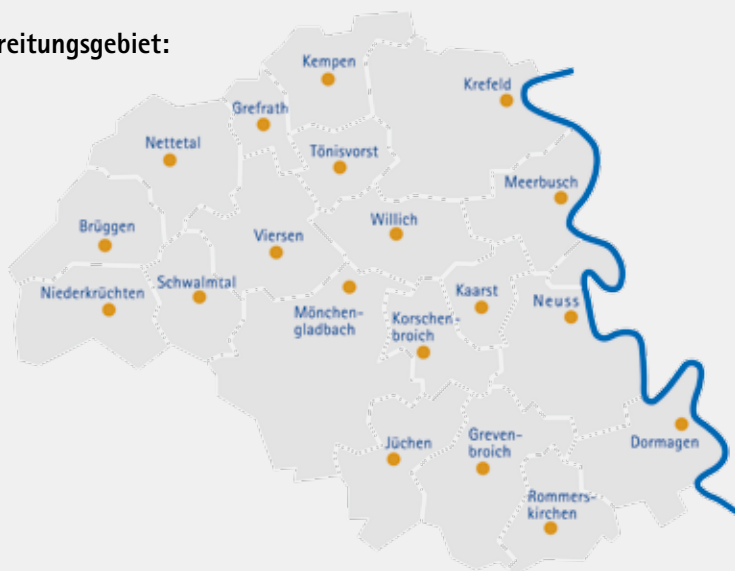 reitungsgebiet:
Kempen
Krefeld
Grefrath
Nettetal
Tönisvorst
Meerbusch
Brüggen
Viersen
Willich
Niederkrüchten
Schwalmtal
Mönchen-
gladbach
Korschen-
broich
Kaarst
Neuss
Jüchen
Greven-
broich
Dormagen
Rommers-
kirchen